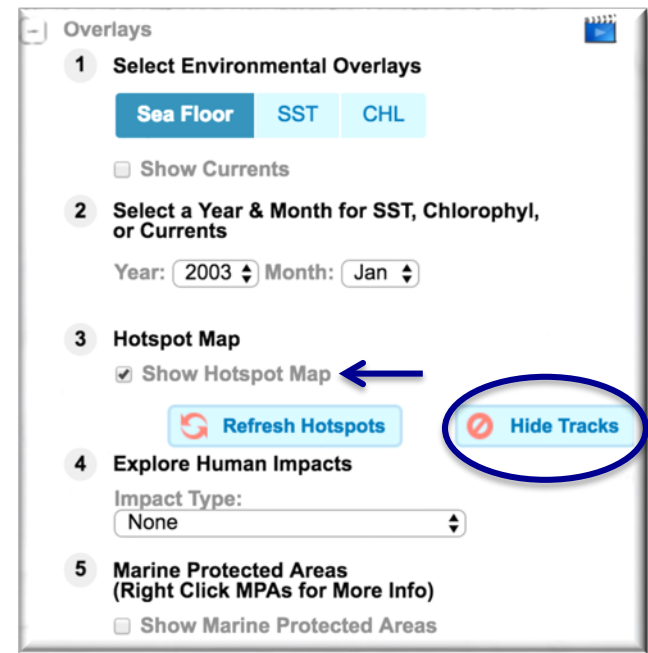 Overlays
1 Select Environmental Overlays
Sea Floor SST CHL
Show Currents
2 Select a Year & Month for SST, Chlorophyl,
or Currents
Year: 2003 Month: Jan
3 Hotspot Map
Show Hotspot Map
Refresh Hotspots Hide Tracks
4 Explore Human Impacts
Impact Type:
None
5 Marine Protected Areas
(Right Click MPAs for More Info)
Show Marine Protected Areas